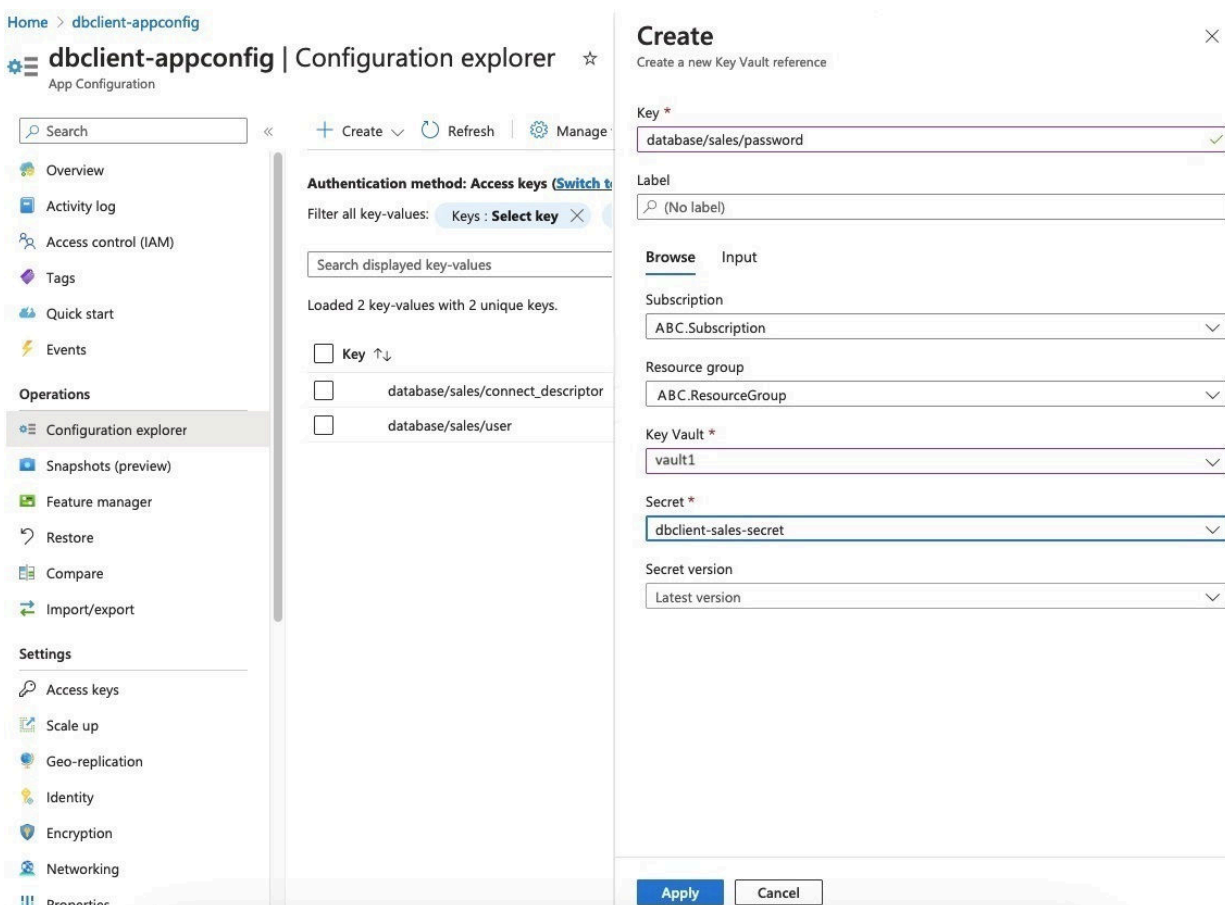 Home > dbclient-appconfig
dbclient-appconfig | Configuration explorer
App Configuration
Search
Overview
Activity log
Access control (IAM)
Tags
Quick start
Events
Operations
Configuration explorer
Snapshots (preview)
Feature manager
Restore
Compare
Import/export
Settings
Access keys
Scale up
Geo-replication
Identity
Encryption
Networking
Properties
Create
Refresh
Manage
Authentication method: Access keys (Switch to
Filter all key-values:
Keys : Select key
Search displayed key-values
Loaded 2 key-values with 2 unique keys.
Key
database/sales/connect_descriptor
database/sales/user
Create
Create a new Key Vault reference
Key *
database/sales/password
Label
(No label)
Browse Input
Subscription
ABC.Subscription
Resource group
ABC.ResourceGroup
Key Vault *
vault1
Secret *
dbclient-sales-secret
Secret version
Latest version
Apply Cancel